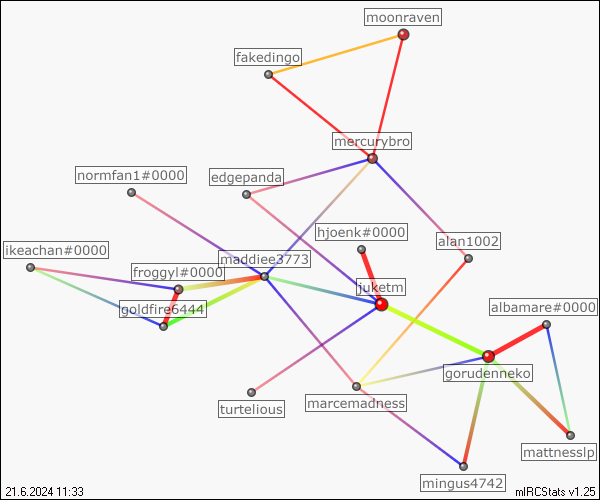 moonraven
fakedingo
mercurybro
normfan1#0000
edgepanda
hjoenk#0000
alan1002
ikeachan#0000
maddiee3773
froggyl#0000
juketm
goldfire6444
albamare#0000
gorudenneko
turtelious
marcemadness
mattnesslp
mingus4742
21.6.2024 11:33
mIRCStats v1.25